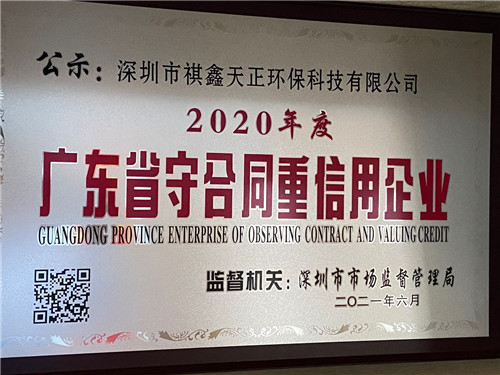 公示：深圳市祺鑫天正环保科技有限公司
2020年度
广东省守合同重信用企业
GUANGDONG PROVINCE ENTERPRISE OF OBSERVING CONTRACT AND VALUING CREDIT
监督机关：深圳市市场监督管理局
二〇二一年六月